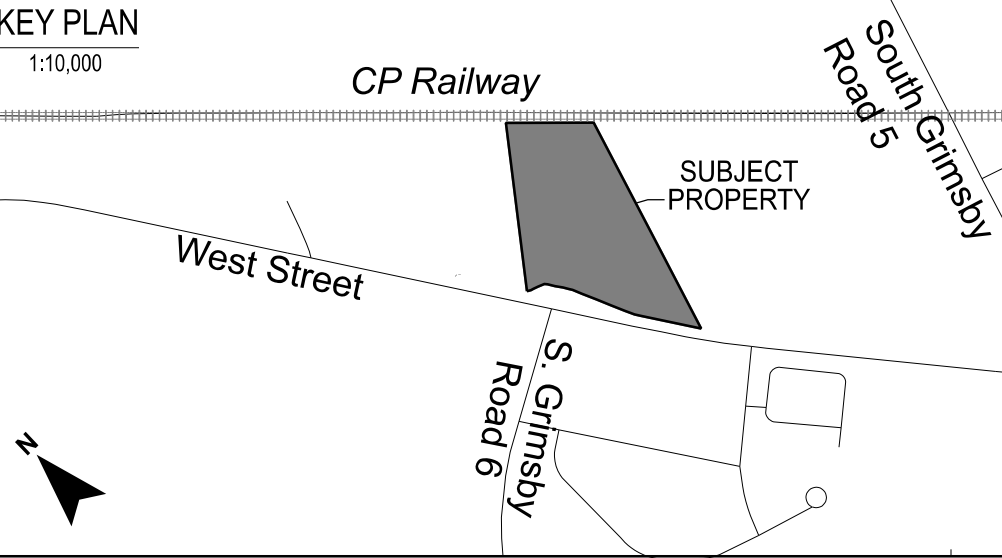 KEY PLAN
1:10,000
CP Railway
South Grimsby
Road 5
SUBJECT
PROPERTY
West Street
S. Grimsby
Road 6
N